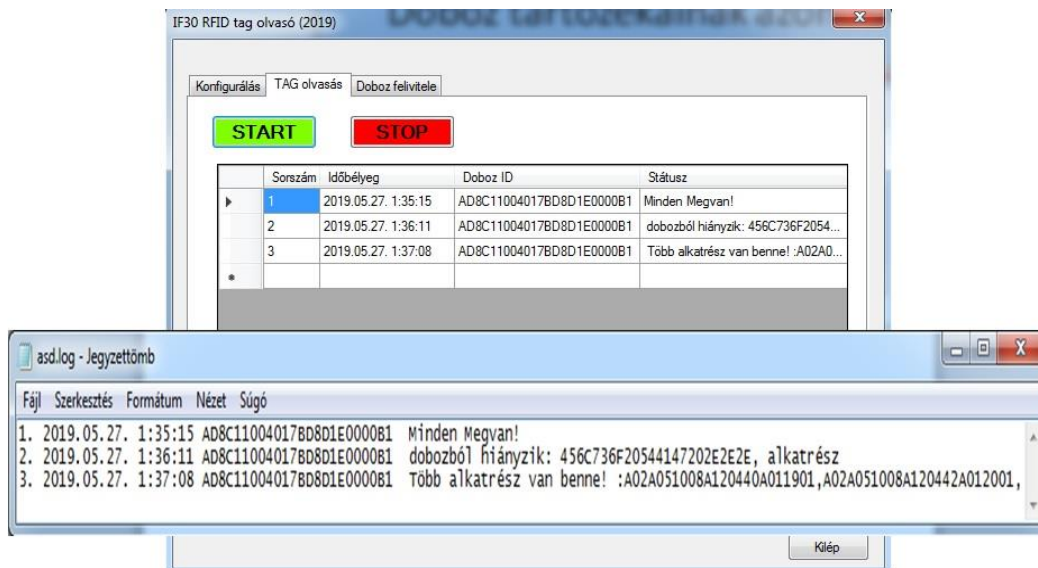 Doboz tartozékainak azon
IF30 RFID tag olvasó (2019)
Konfigurálás TAG olvasás Doboz felivitele
START STOP
Sorszám Időbélyeg Doboz ID Státusz
1 2019.05.27. 1:35:15 AD8C11004017BD8D1E0000B1 Minden Megvan!
2 2019.05.27. 1:36:11 AD8C11004017BD8D1E0000B1 dobozból hiányzik: 456C736F2054...
3 2019.05.27. 1:37:08 AD8C11004017BD8D1E0000B1 Több alkatrész van benne! :A02A0...
asd.log - Jegyzettömb
Fájl Szerkesztés Formátum Nézet Súgó
1. 2019.05.27. 1:35:15 AD8C11004017BD8D1E0000B1 Minden Megvan!
2. 2019.05.27. 1:36:11 AD8C11004017BD8D1E0000B1 dobozból hiányzik: 456C736F20544147202E2E2E, alkatrész
3. 2019.05.27. 1:37:08 AD8C11004017BD8D1E0000B1 Több alkatrész van benne! :A02A051008A120440A011901,A02A051008A120442A012001,
Kilép